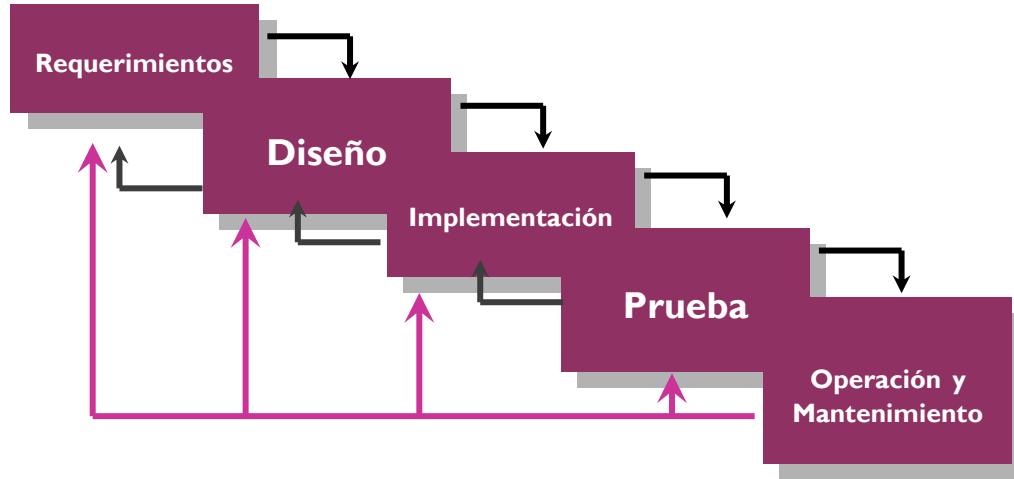 Requerimientos
Diseño
Implementación
Prueba
Operación y
Mantenimiento